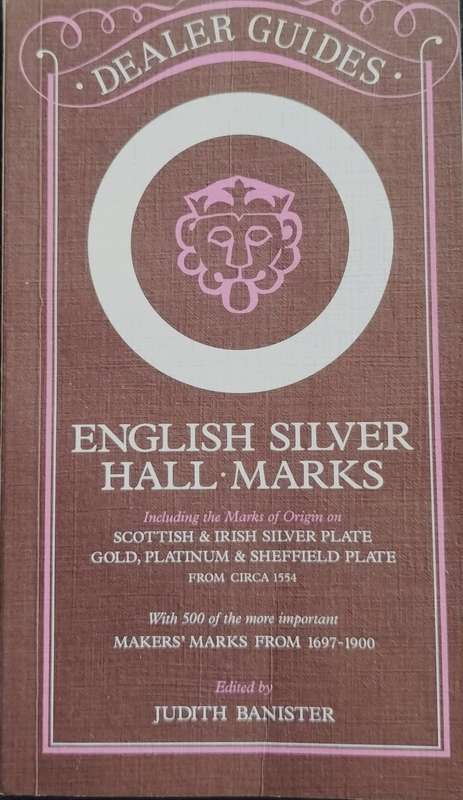 · DEALER GUIDES ·
ENGLISH SILVER
HALL·MARKS
Including the Marks of Origin on
SCOTTISH & IRISH SILVER PLATE
GOLD, PLATINUM & SHEFFIELD PLATE
FROM CIRCA 1554
With 500 of the more important
MAKERS' MARKS FROM 1697-1900
Edited by
JUDITH BANISTER